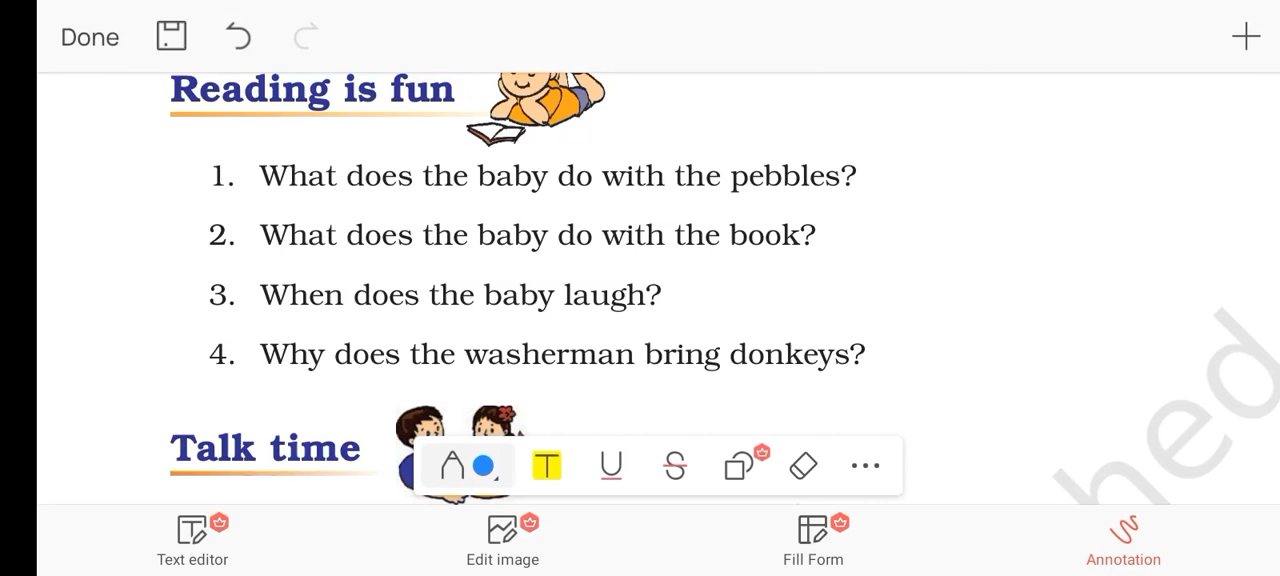 Done
Reading is fun
1. What does the baby do with the pebbles?
2. What does the baby do with the book?
3. When does the baby laugh?
4. Why does the washerman bring donkeys?
Talk time
hed
T U S
Text editor Edit image Fill Form Annotation